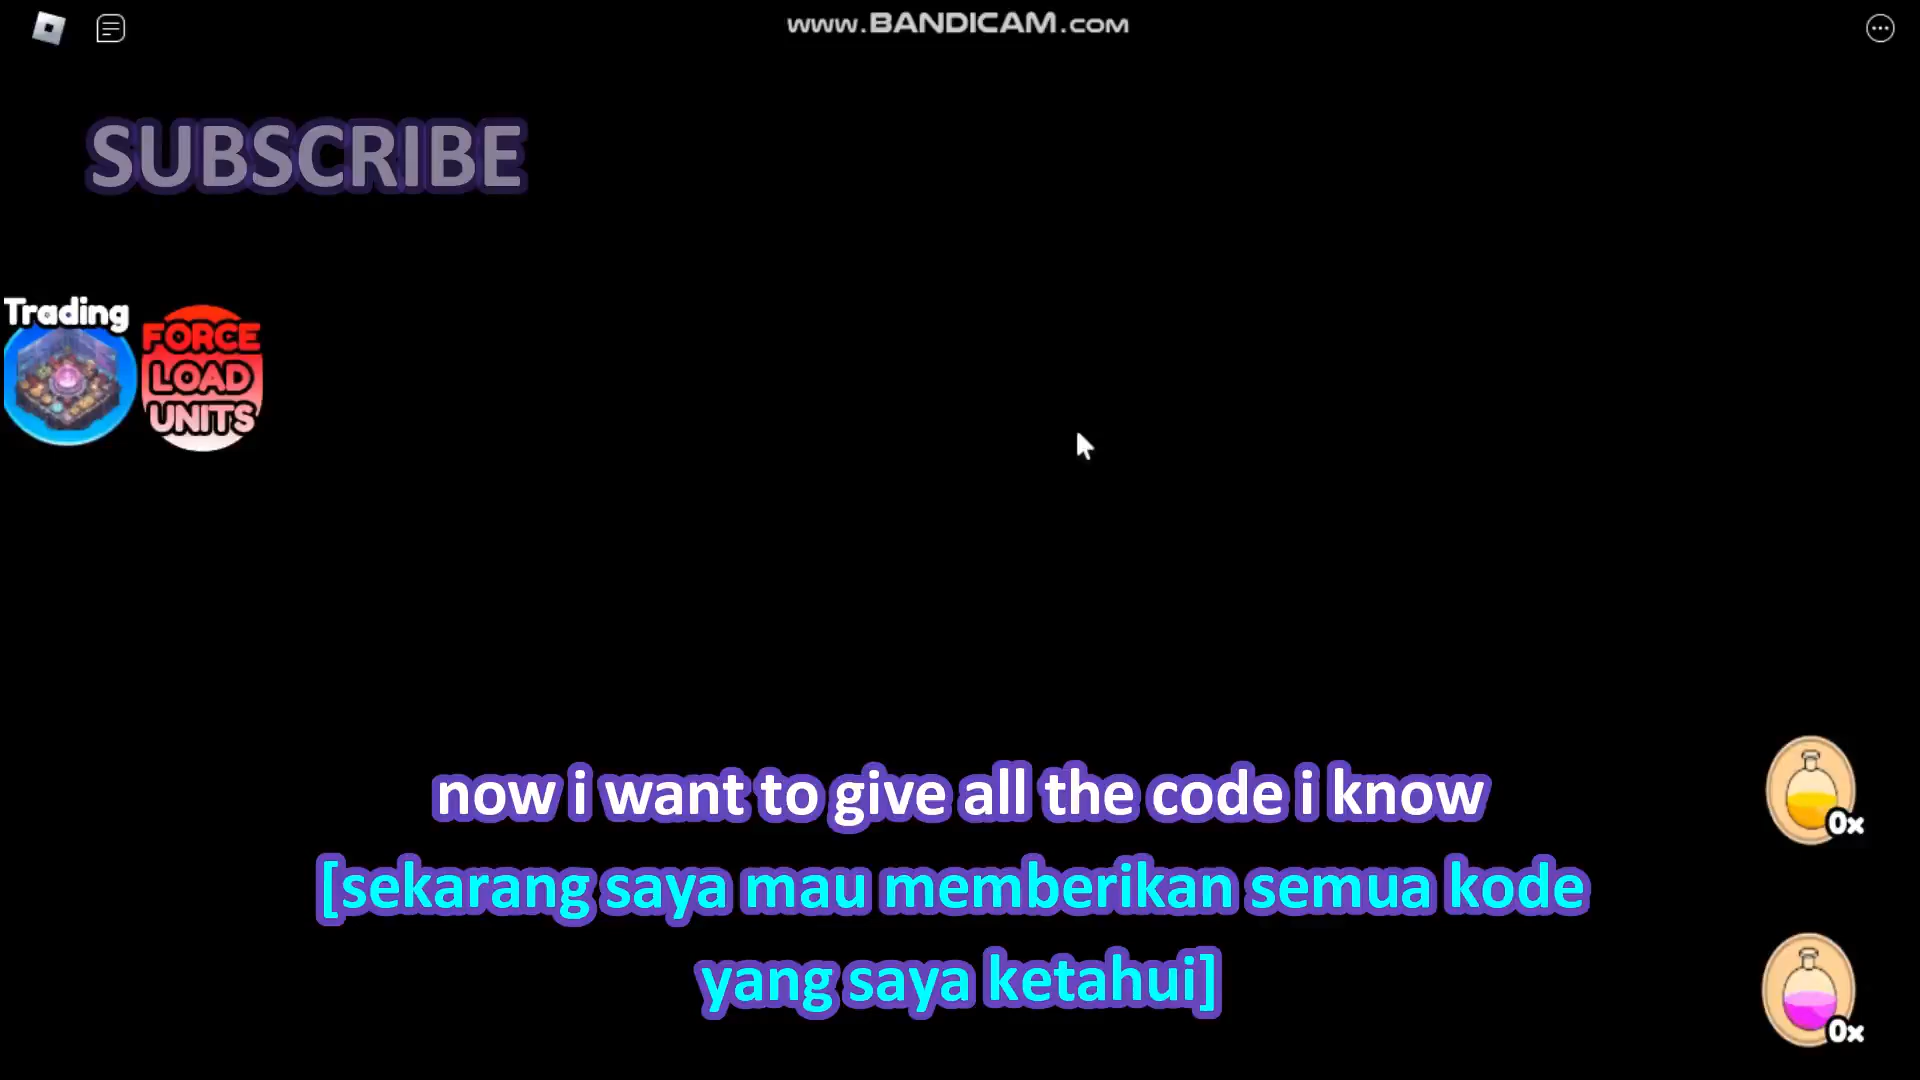 www.BANDICAM.com
SUBSCRIBE
Trading
FORCE
LOAD
UNITS
now i want to give all the code i know
[sekarang saya mau memberikan semua kode
yang saya ketahui]
0x
0x